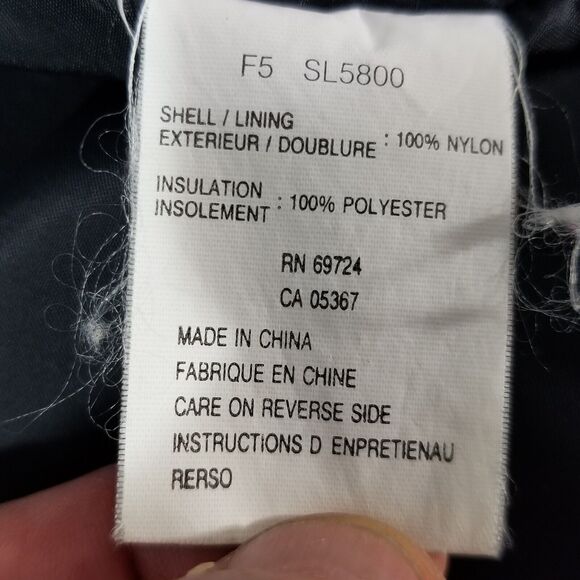 F5 SL5800
SHELL / LINING
EXTERIEUR / DOUBLURE : 100% NYLON
INSULATION
INSOLEMENT : 100% POLYESTER
RN 69724
CA 05367
MADE IN CHINA
FABRIQUE EN CHINE
CARE ON REVERSE SIDE
INSTRUCTIONS D ENPRETIENAU
RERSO